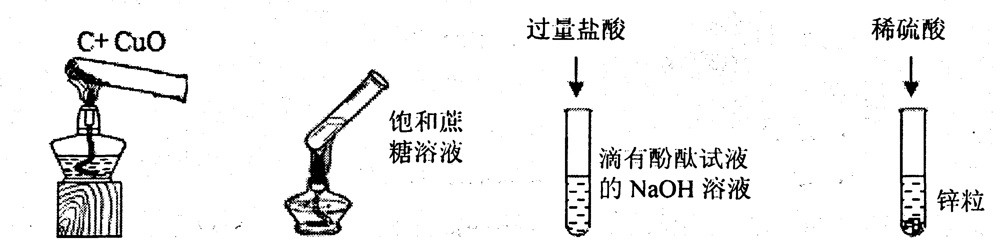 C+ CuO
饱和蔗
糖溶液
过量盐酸
滴有酚酞试液
的 NaOH 溶液
稀硫酸
锌粒